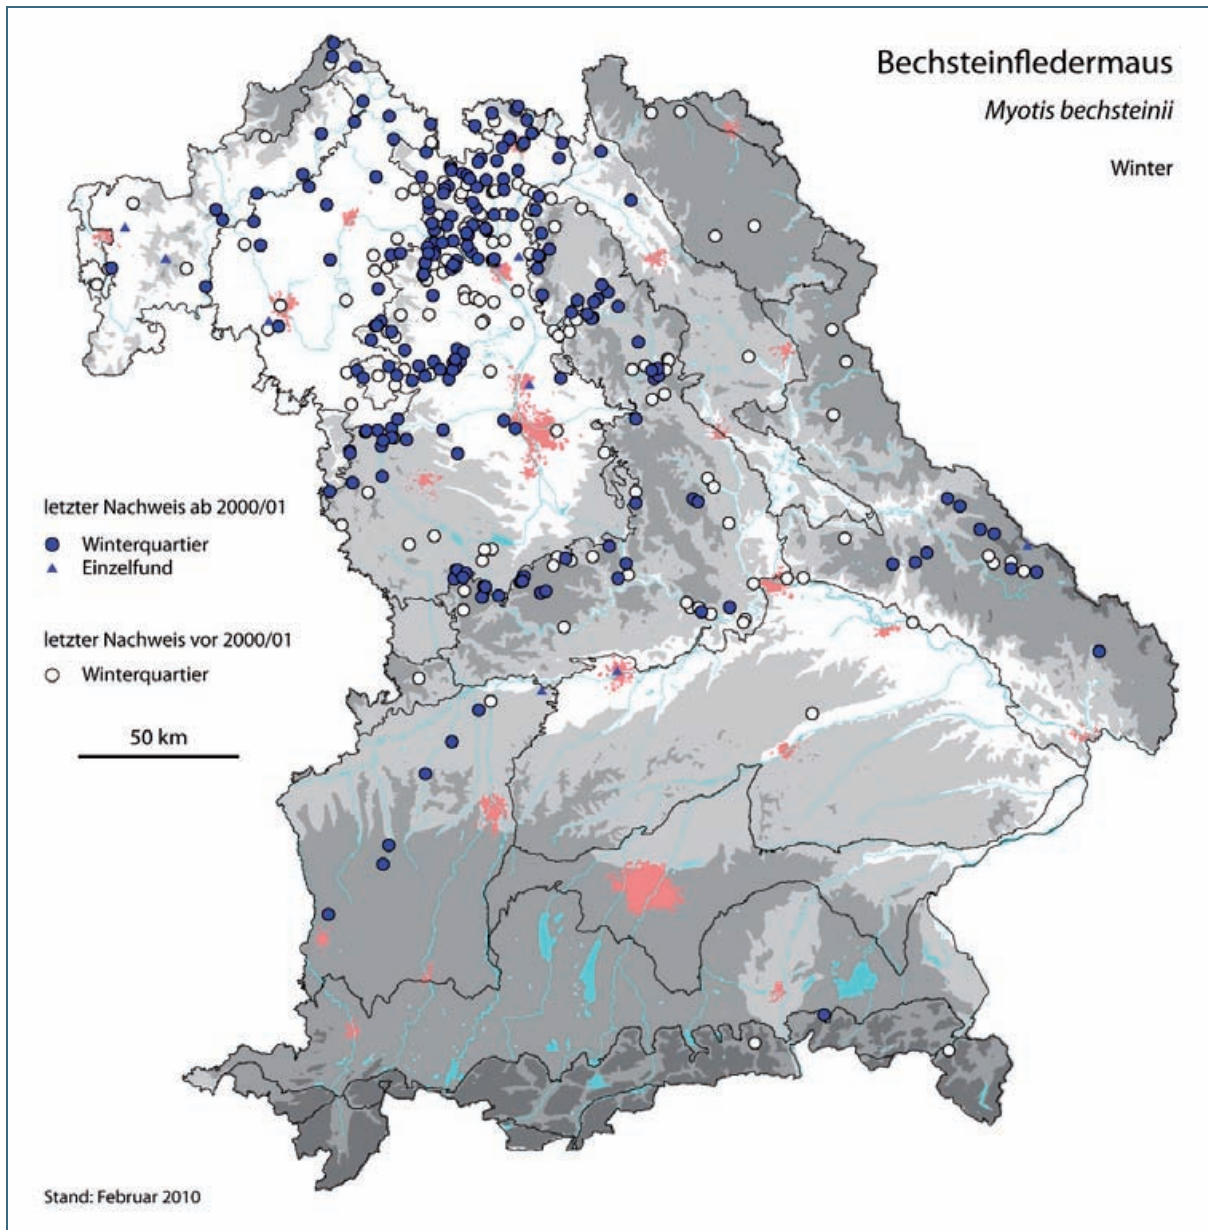 Bechsteinfledermaus
Myotis bechsteinii
Winter
letzter Nachweis ab 2000/01
Winterquartier
Einzelfund
letzter Nachweis vor 2000/01
Winterquartier
50 km
Stand: Februar 2010